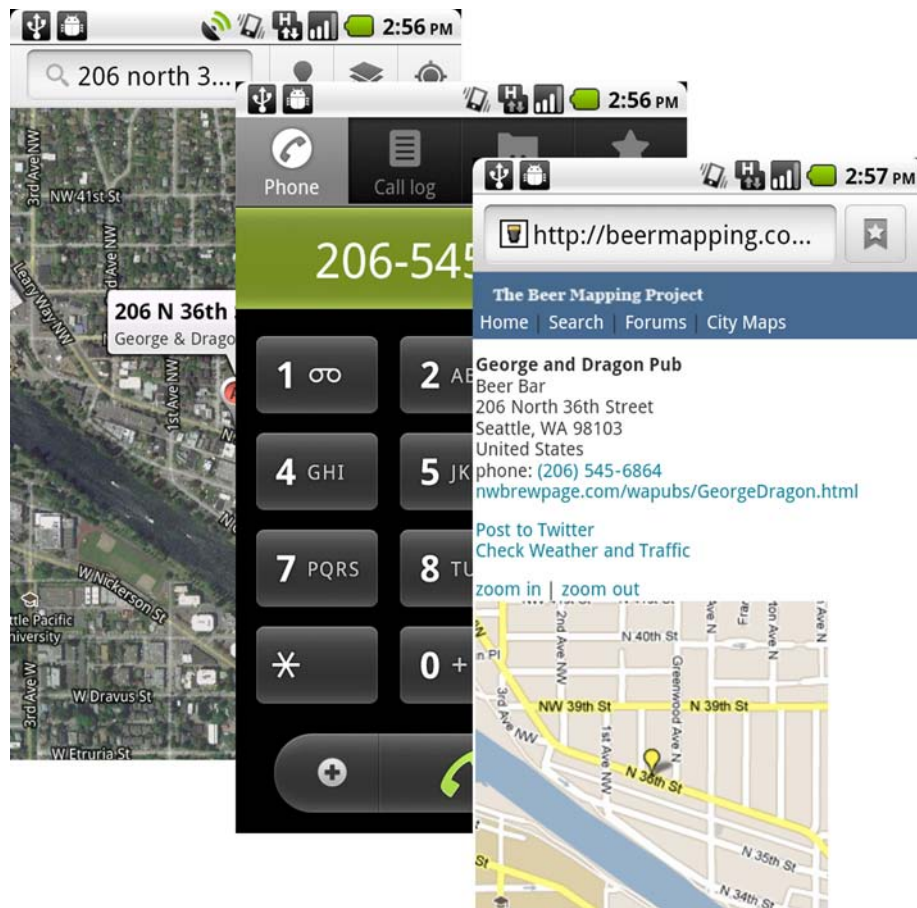 2:56 PM
206 north 3...
3rd Ave NW
NW 41st St
Leary Way NW
206 N 36th
George & Drago
1st Ave NW
W Nickerson St
ttle Pacific
niversity
3rd Ave W
W Dravus St
W Etruria St
H
2:56 PM
Phone
Call log
206-545
1
2 AB
4 GHI
5 JK
7 PQRS
8 TU
*
0 +
H
2:57 PM
http://beermapping.co...
The Beer Mapping Project
Home | Search | Forums | City Maps
George and Dragon Pub
Beer Bar
206 North 36th Street
Seattle, WA 98103
United States
phone: (206) 545-6864
nwbrewpage.com/wapubs/GeorgeDragon.html
Post to Twitter
Check Weather and Traffic
zoom in | zoom out
2nd Ave NW
N 40th St
3rd Ave NW
NW 39th St
N 39th St
Greenwood Ave N
1st Ave NW
N 36th St
N 35th St
N 34th St